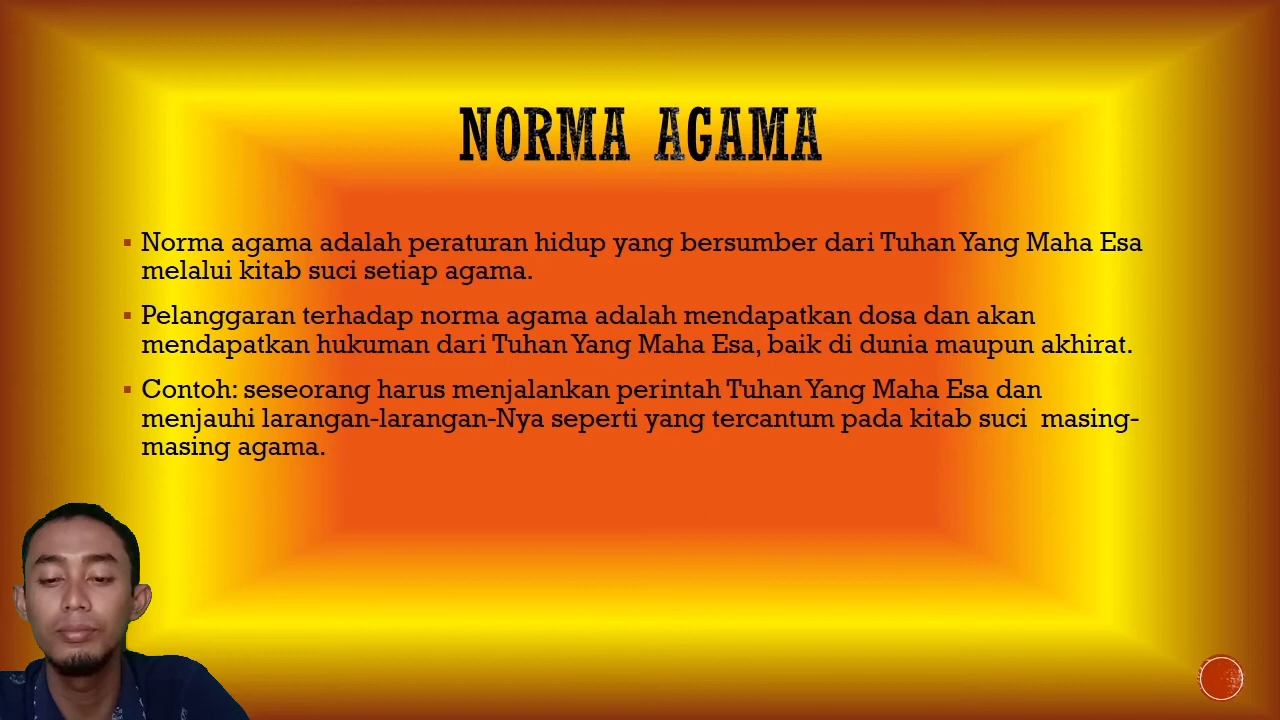 NORMA AGAMA
Norma agama adalah peraturan hidup yang bersumber dari Tuhan Yang Maha Esa
melalui kitab suci setiap agama.
Pelanggaran terhadap norma agama adalah mendapatkan dosa dan akan
mendapatkan hukuman dari Tuhan Yang Maha Esa, baik di dunia maupun akhirat.
Contoh: seseorang harus menjalankan perintah Tuhan Yang Maha Esa dan
menjauhi larangan-larangan-Nya seperti yang tercantum pada kitab suci  masing-
masing agama.